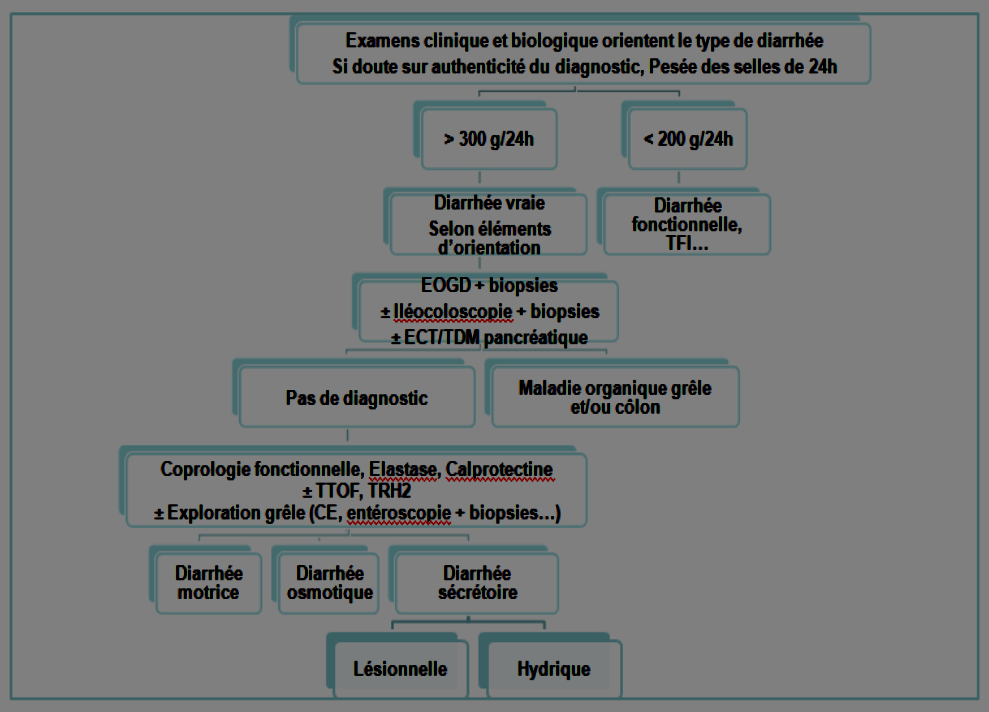 Examens clinique et biologique orientent le type de diarrhée
Si doute sur authenticité du diagnostic, Pesée des selles de 24h
> 300 g/24h
< 200 g/24h
Diarrhée vraie
Selon éléments
d'orientation
Diarrhée
fonctionnelle,
TFI...
EOGD + biopsies
± Iléocoloscopie + biopsies
± ECT/TDM pancréatique
Pas de diagnostic
Maladie organique grêle
et/ou côlon
Coprologie fonctionnelle, Elastase, Calprotectine
± TTOF, TRH2
± Exploration grêle (CE, entéroscopie + biopsies...)
Diarrhée
motrice
Diarrhée
osmotique
Diarrhée
sécrétoire
Lésionnelle
Hydrique